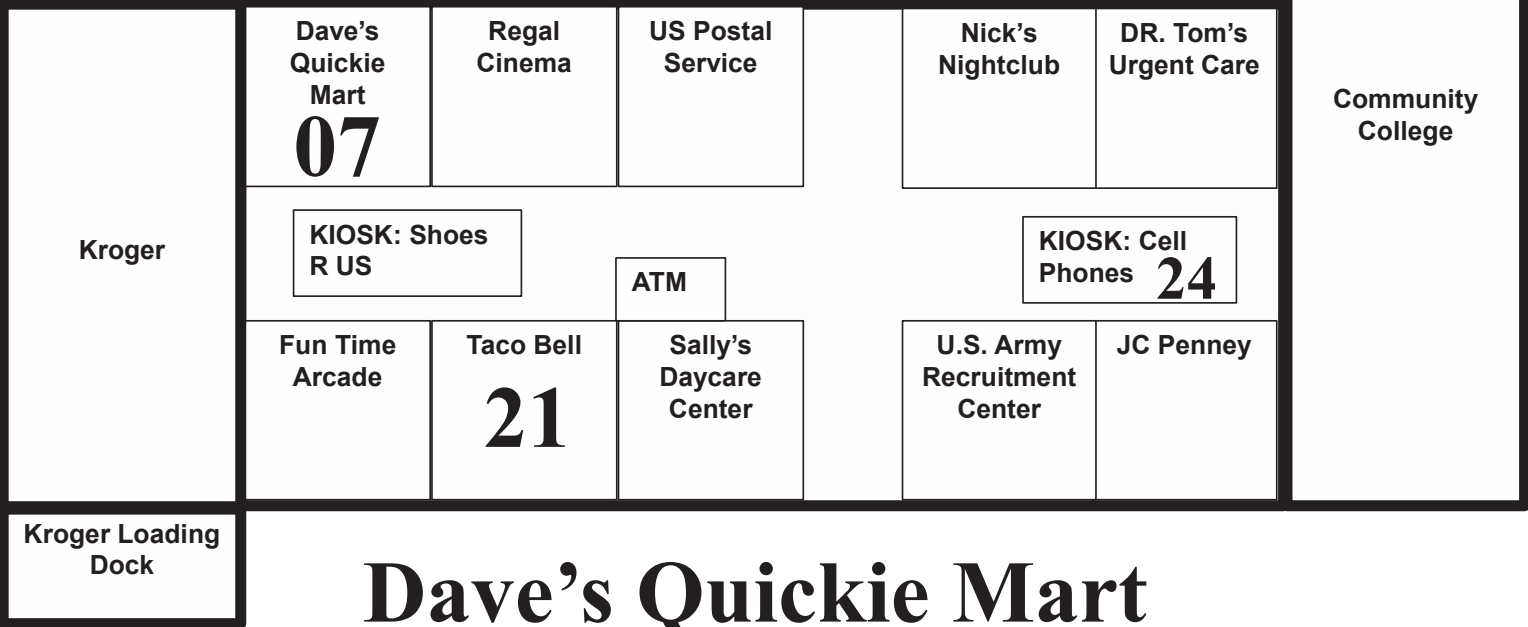 Dave’s
Quickie
Mart
07
Regal
Cinema
US Postal
Service
Nick's
Nightclub
DR. Tom’s
Urgent Care
Community
College
Kroger
KIOSK: Shoes
R US
ATM
KIOSK: Cell
Phones 24
Fun Time
Arcade
Taco Bell
21
Sally’s
Daycare
Center
U.S. Army
Recruitment
Center
JC Penney
Kroger Loading
Dock
Dave’s Quickie Mart